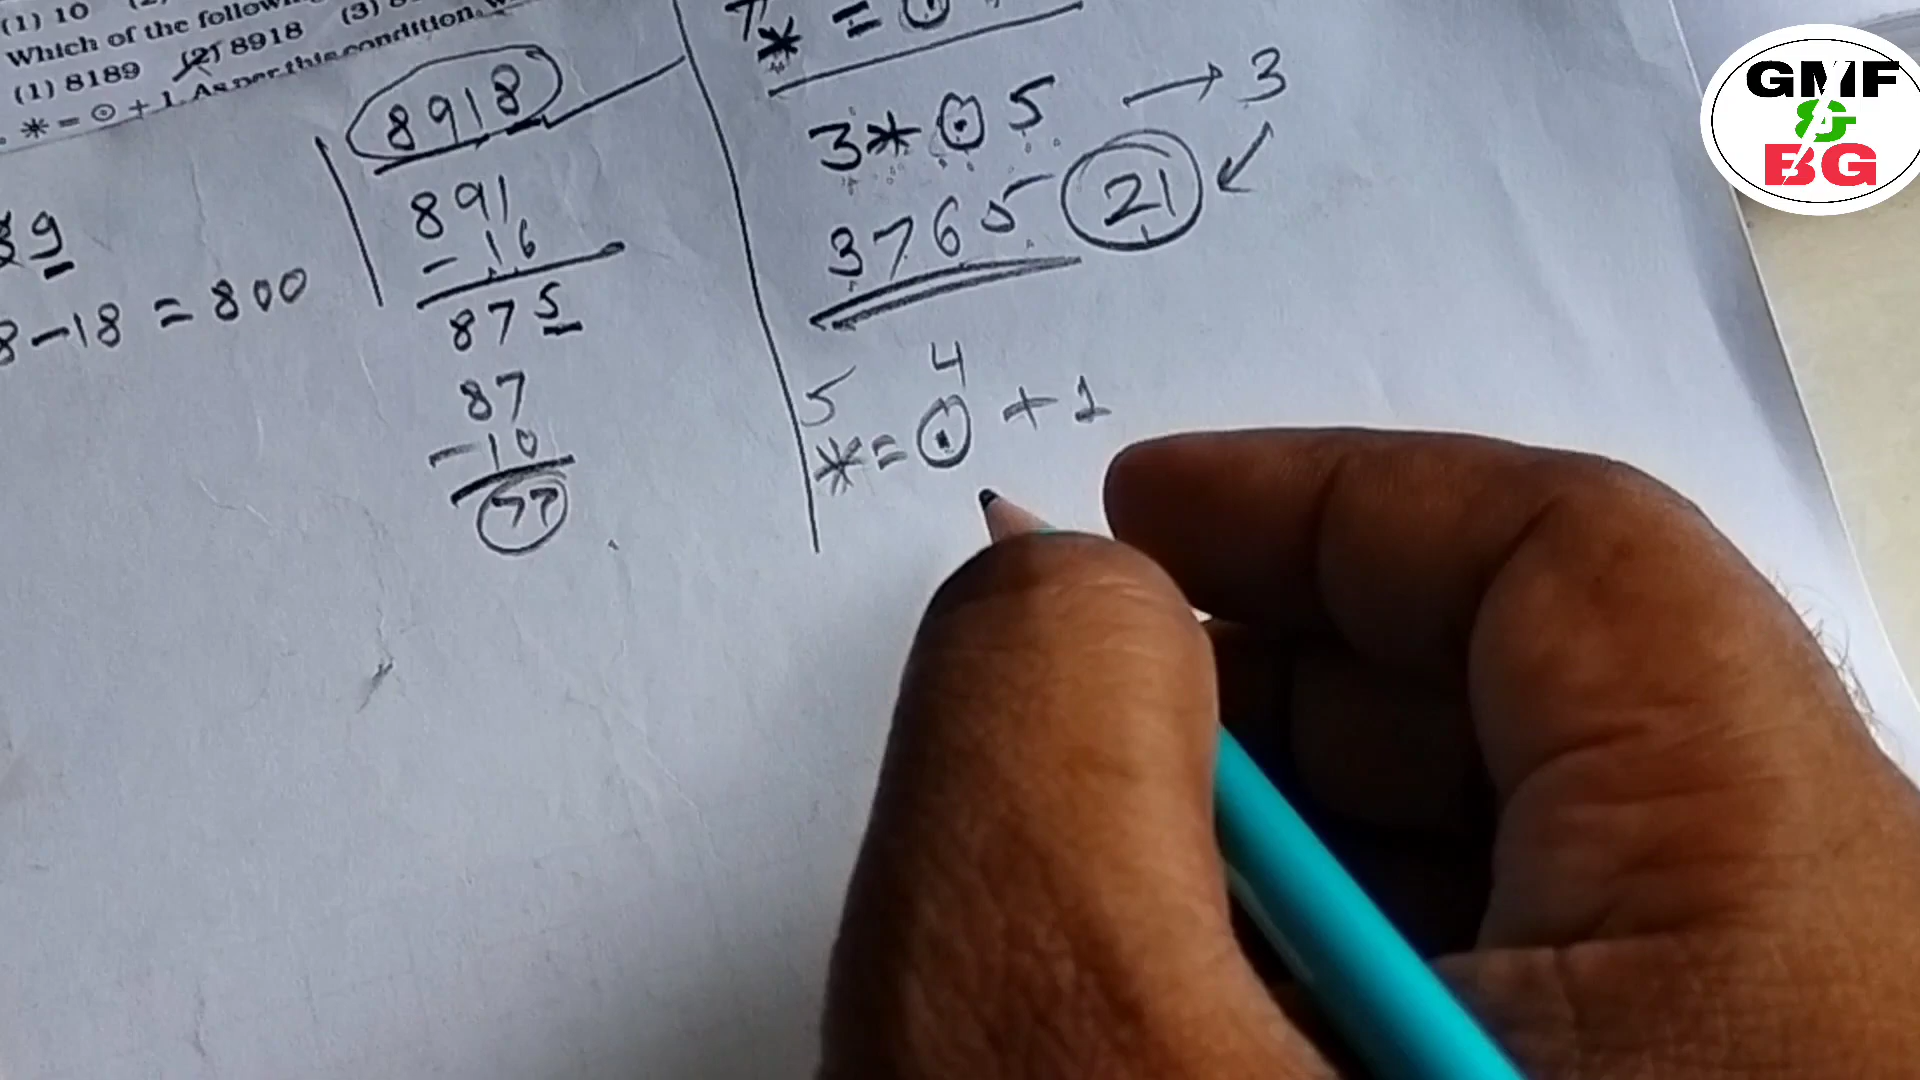 (1) 10
Which of the
(1) 8189 (2) 8918 (3)
* = ⊙ + 1. As per this condition,
8918
891
- 16
875
87
- 10
77
9
8 - 18 = 800
* = ⊙
3 * ⊙ 5 → 3
3765 21
5 4
* = ⊙ + 1
GMF
&
BG